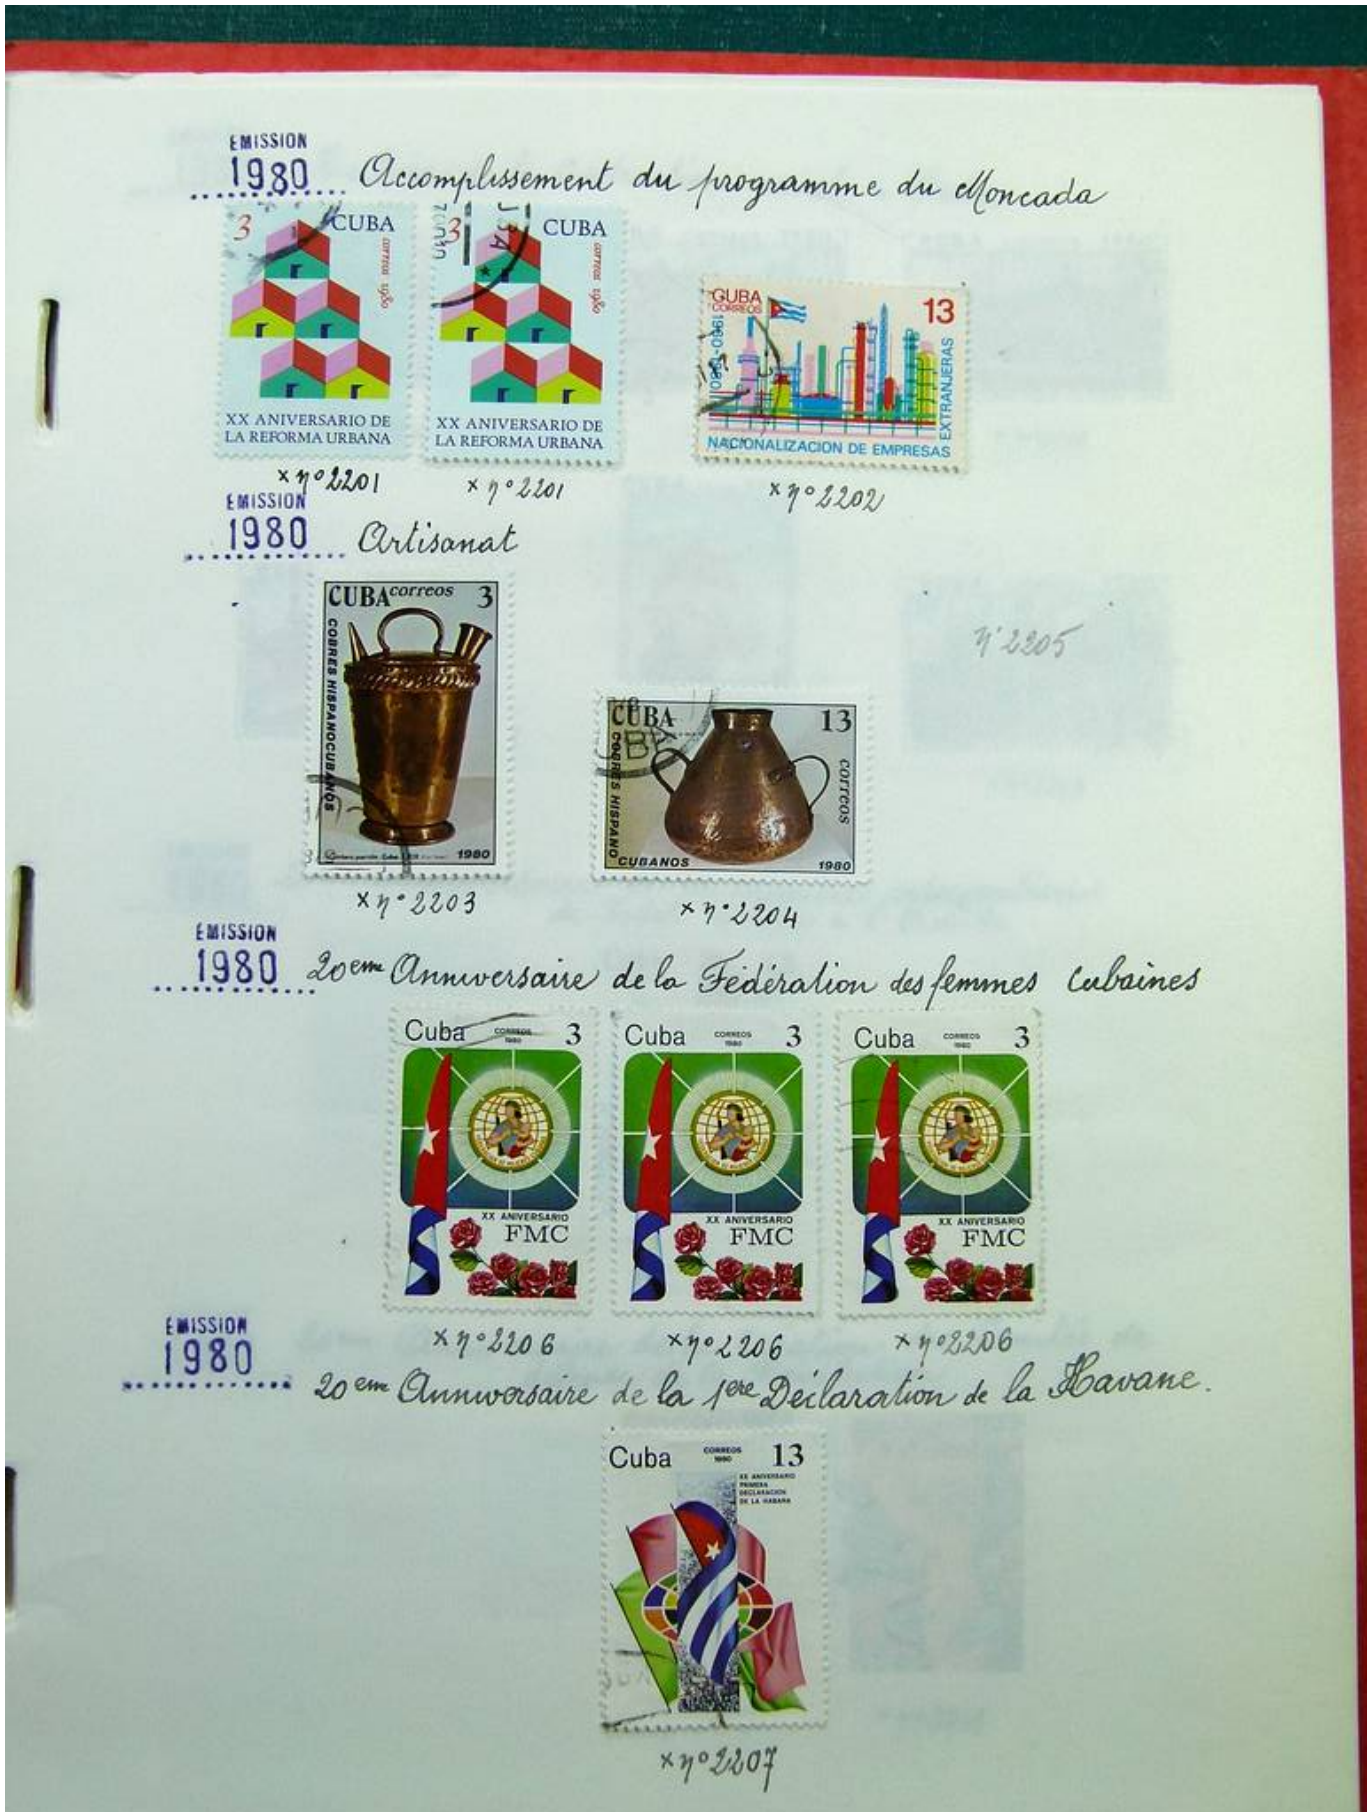 EMISSION
1980 Accomplissement du programme du Moncada
3 CUBA
correos 1980
XX ANIVERSARIO DE
LA REFORMA URBANA
3 CUBA
correos 1980
XX ANIVERSARIO DE
LA REFORMA URBANA
CUBA 13
CORREOS
1960-1980
NACIONALIZACION DE EMPRESAS
EXTRANJERAS
x n° 2201
x n° 2201
x n° 2202
EMISSION
1980 Artisanat
CUBA correos 3
COBRES HISPANOCUBANOS
1980
CUBA 13
correos
COBRES HISPANO
CUBANOS
1980
n° 2205
x n° 2203
x n° 2204
EMISSION
1980 20eme Anniversaire de la Fédération des femmes Cubaines
Cuba CORREOS 3
1980
XX ANIVERSARIO
FMC
Cuba CORREOS 3
1980
XX ANIVERSARIO
FMC
Cuba CORREOS 3
1980
XX ANIVERSARIO
FMC
x n° 2206
x n° 2206
x n° 2206
EMISSION
1980
20eme Anniversaire de la 1ere Déclaration de la Havane.
Cuba CORREOS 13
1980
XX ANIVERSARIO
PRIMERA
DECLARACION
DE LA HABANA
x n° 2207